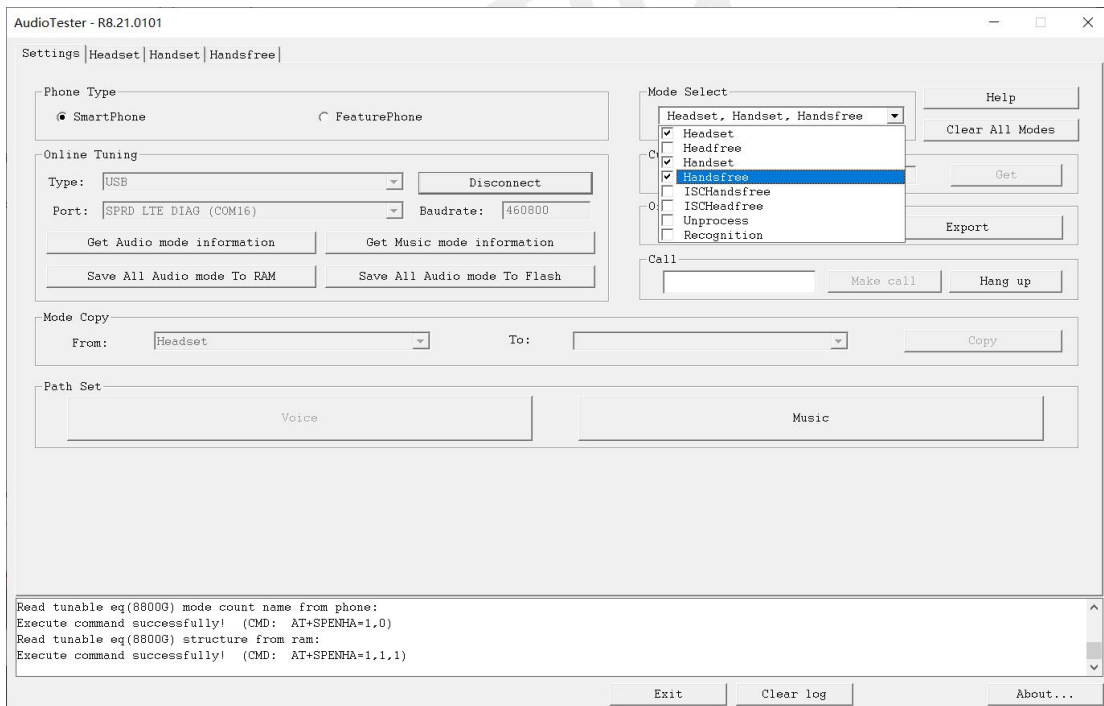 AudioTester - R8.21.0101
Settings Headset Handset Handsfree
Phone Type
SmartPhone FeaturePhone
Mode Select
Headset, Handset, Handsfree
Headset
Headfree
Handset
Handsfree
ISCHandsfree
ISCHeadfree
Unprocess
Recognition
Help
Clear All Modes
Online Tuning
Type: USB Disconnect
Port: SPRD LTE DIAG (COM16) Baudrate: 460800
Get Audio mode information Get Music mode information
Save All Audio mode To RAM Save All Audio mode To Flash
Get
Export
Call
Make call Hang up
Mode Copy
From: Headset To: Copy
Path Set
Voice Music
Read tunable eq(8800G) mode count name from phone:
Execute command successfully! (CMD: AT+SPENHA=1,0)
Read tunable eq(8800G) structure from ram:
Execute command successfully! (CMD: AT+SPENHA=1,1,1)
Exit Clear log About...